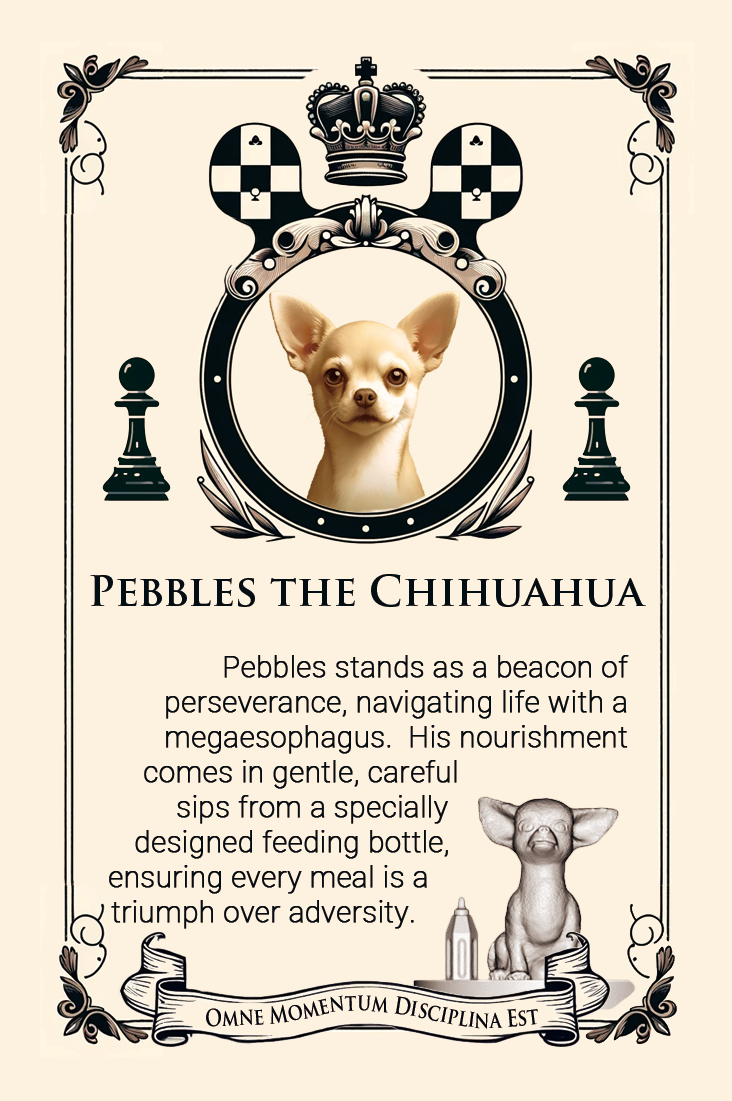 Pebbles the Chihuahua
Pebbles stands as a beacon of
perseverance, navigating life with a
megaesophagus.  His nourishment
comes in gentle, careful
sips from a specially
designed feeding bottle,
ensuring every meal is a
triumph over adversity.
Omne Momentum Disciplina Est